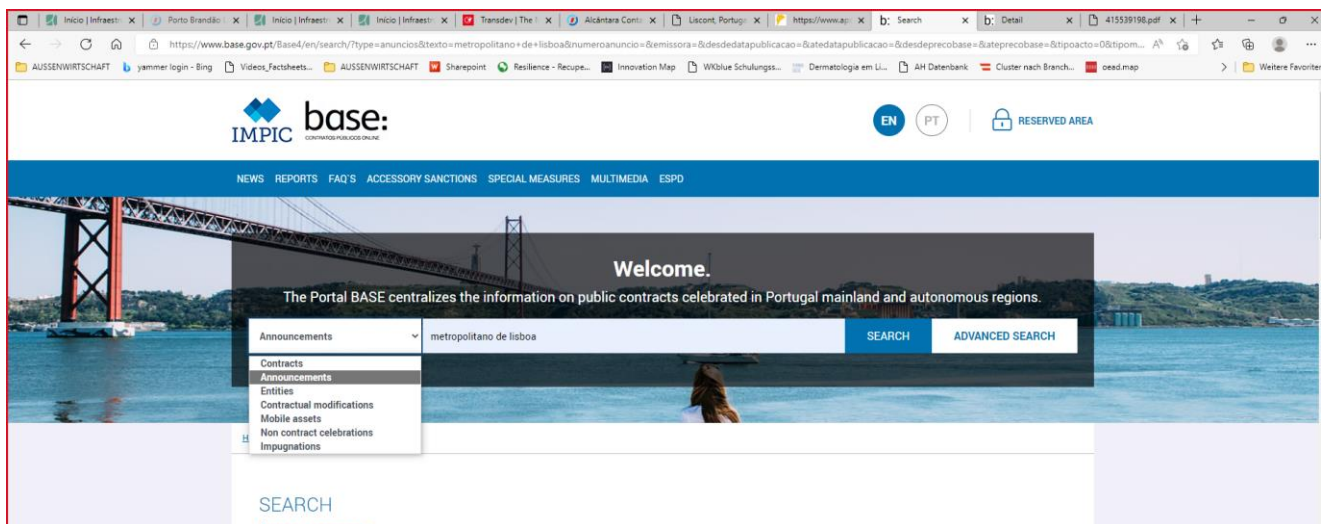 Início | Infraestr
Porto Brandão
Início | Infraestr
Início | Infraestr
Transdev | The
Alcântara Conta
Liscont, Portuga
https://www.ap
Search
Detail
415539198.pdf
https://www.base.gov.pt/Base4/en/search/?type=anuncios&texto=metropolitano+de+lisboa&numeroanuncio=&emissora=&desdedatapublicacao=&atedatapublicacao=&desdeprecobase=&ateprecobase=&tipoacto=0&tipom...
AUSSENWIRTSCHAFT
yammer login - Bing
Videos_Factsheets...
AUSSENWIRTSCHAFT
Sharepoint
Resilience - Recupe...
Innovation Map
WKblue Schulungss...
Dermatologia em Li...
AH Datenbank
Cluster nach Branch...
oead.map
Weitere Favoriten
IMPIC
base:
CONTRATOS PÚBLICOS ONLINE
EN
PT
RESERVED AREA
NEWS REPORTS FAQ'S ACCESSORY SANCTIONS SPECIAL MEASURES MULTIMEDIA ESPD
Welcome.
The Portal BASE centralizes the information on public contracts celebrated in Portugal mainland and autonomous regions.
Announcements
metropolitano de lisboa
SEARCH
ADVANCED SEARCH
Contracts
Announcements
Entities
Contractual modifications
Mobile assets
Non contract celebrations
Impugnations
H
SEARCH